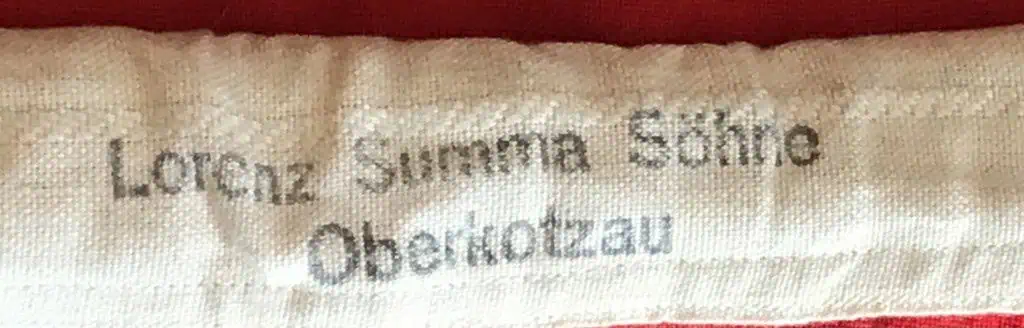 Lorenz Summa Söhne
Oberkotzau